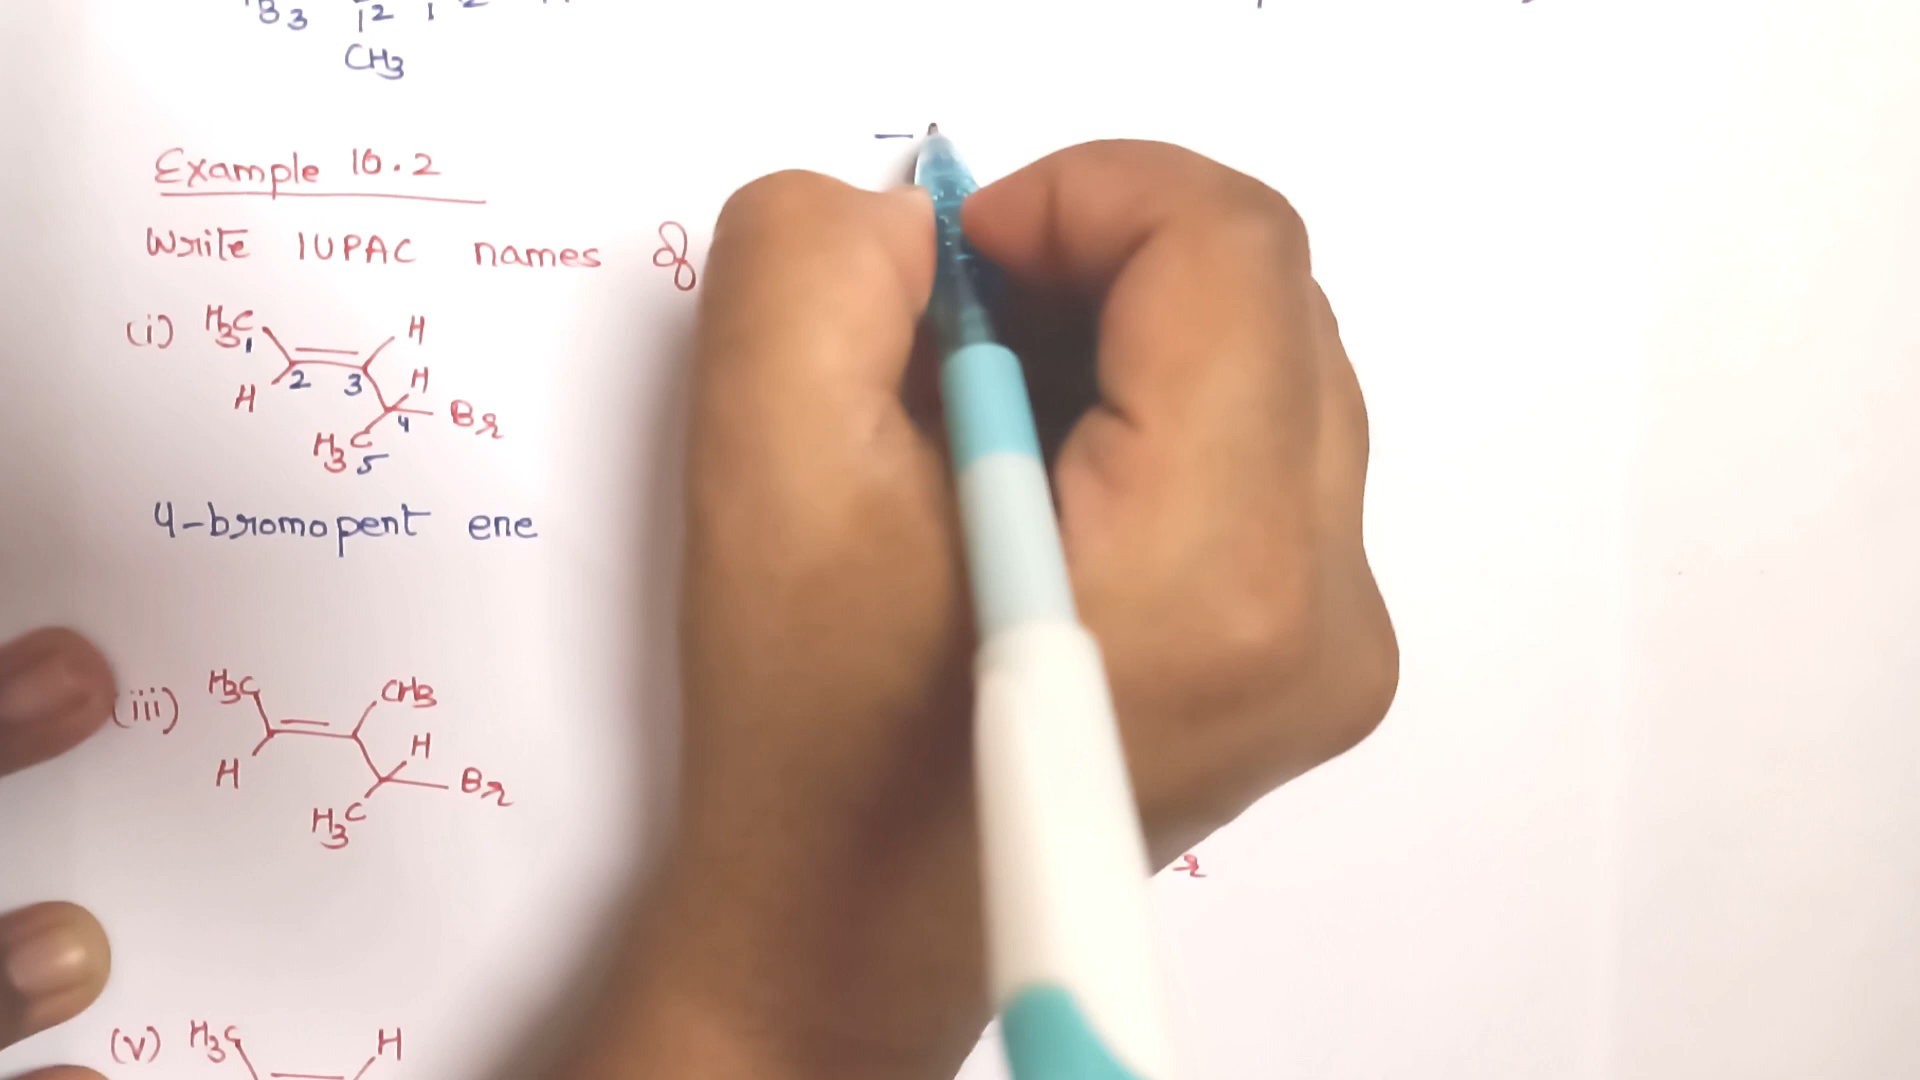 CH3
Example 10.2
Write IUPAC names of
(i) H3C H
1 2 3 H
H 4 Br
H3C
5
4-bromopent ene
(iii) H3C CH3
H
H Br
H3C
(v) H3C H